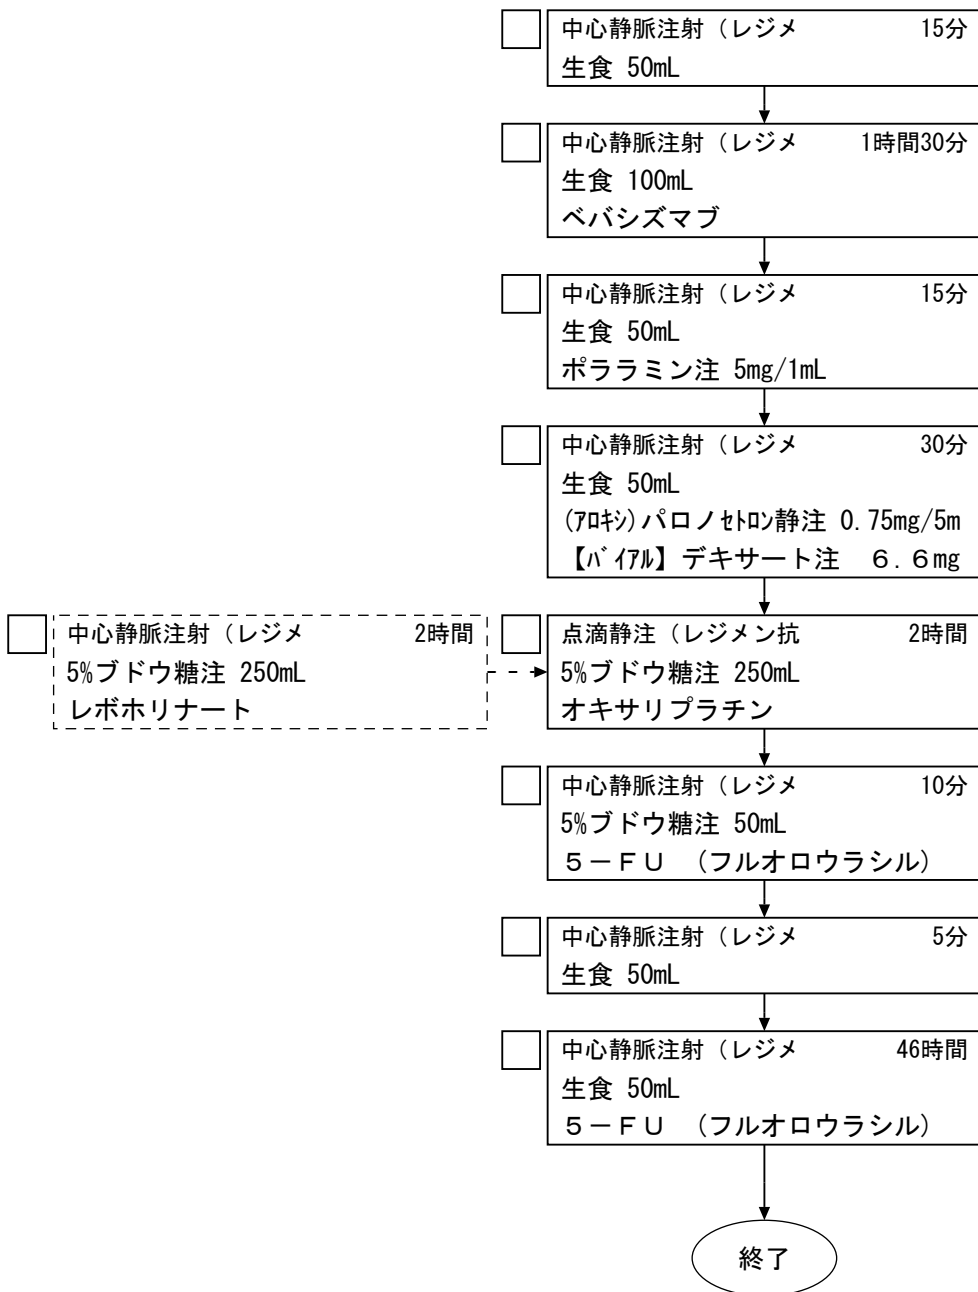 中心静脈注射（レジメ 15分
生食 50mL
中心静脈注射（レジメ 1時間30分
生食 100mL
ベバシズマブ
中心静脈注射（レジメ 15分
生食 50mL
ポララミン注 5mg/1mL
中心静脈注射（レジメ 30分
生食 50mL
(ｱﾛｷｼ)パロノｾﾄロン静注 0.75mg/5m
【ﾊﾞｲｱﾙ】デキサート注　６.６mg
中心静脈注射（レジメ 2時間
5%ブドウ糖注 250mL
レボホリナート
点滴静注（レジメン抗 2時間
5%ブドウ糖注 250mL
オキサリプラチン
中心静脈注射（レジメ 10分
5%ブドウ糖注 50mL
５－ＦＵ　（フルオロウラシル）
中心静脈注射（レジメ 5分
生食 50mL
中心静脈注射（レジメ 46時間
生食 50mL
５－ＦＵ　（フルオロウラシル）
終了